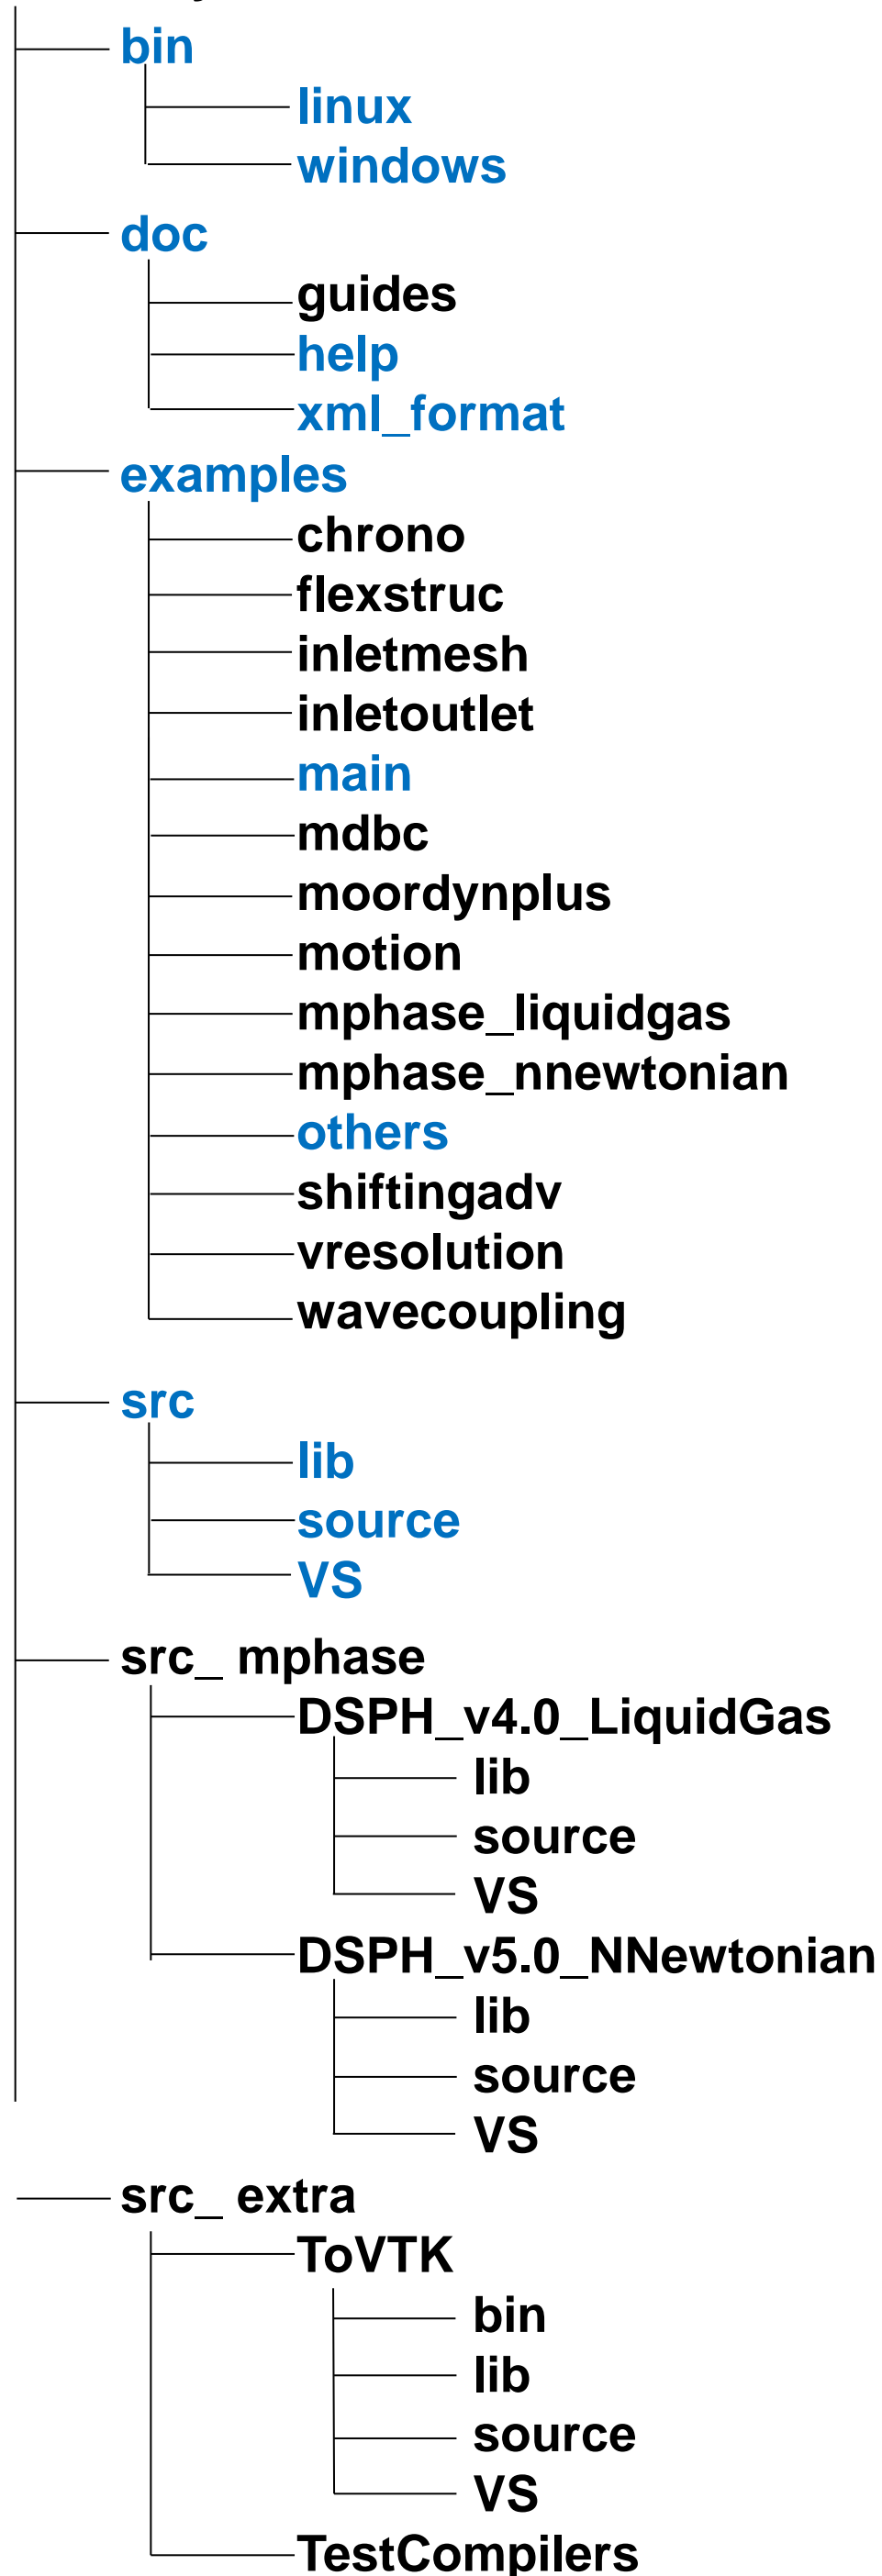 bin
linux
windows
doc
guides
help
xml_format
examples
chrono
flexstruc
inletmesh
inletoutlet
main
mdbc
moordynplus
motion
mphase_liquidgas
mphase_nnewtonian
others
shiftingadv
vresolution
wavecoupling
src
lib
source
VS
src_ mphase
DSPH_v4.0_LiquidGas
lib
source
VS
DSPH_v5.0_NNewtonian
lib
source
VS
src_ extra
ToVTK
bin
lib
source
VS
TestCompilers